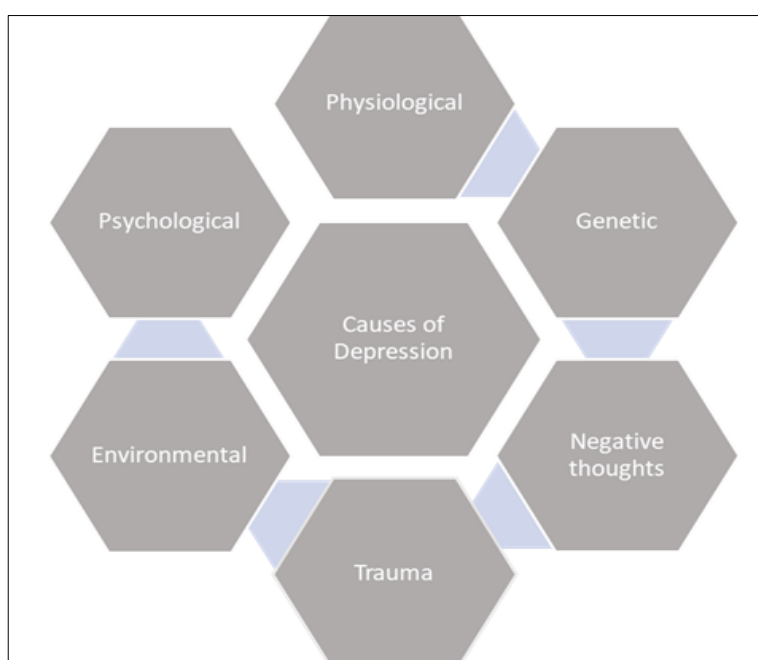 Physiological
Genetic
Psychological
Causes of
Depression
Negative
thoughts
Environmental
Trauma